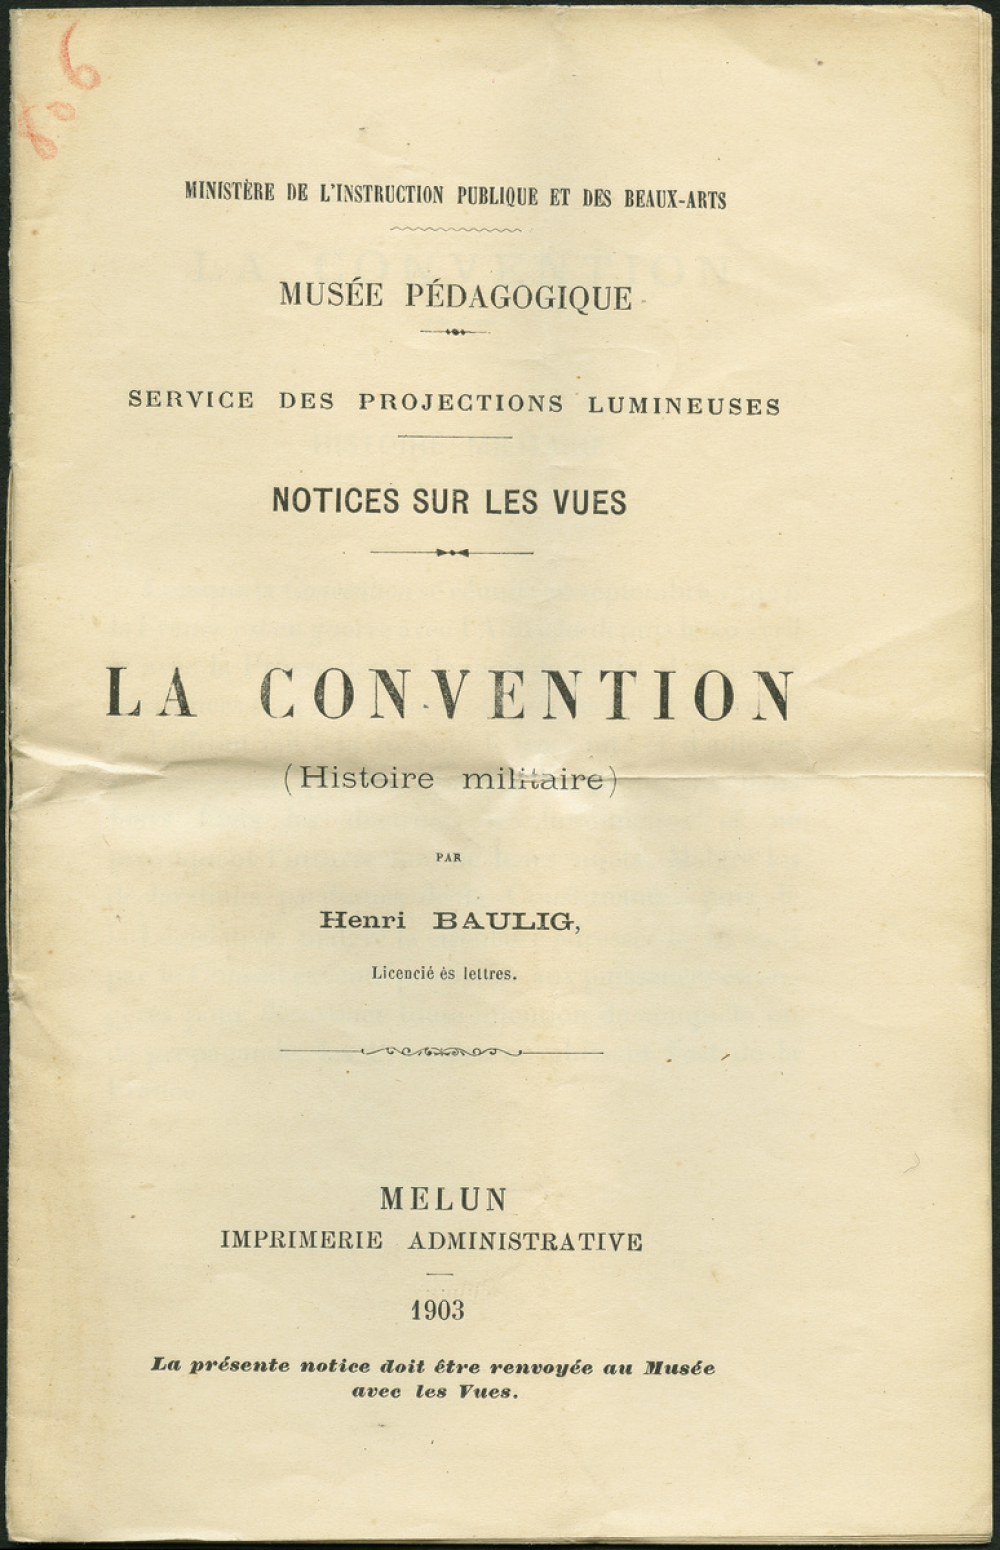 MINISTÈRE DE L'INSTRUCTION PUBLIQUE ET DES BEAUX-ARTS
MUSÉE PÉDAGOGIQUE
SERVICE DES PROJECTIONS LUMINEUSES
NOTICES SUR LES VUES
LA CONVENTION
(Histoire militaire)
PAR
Henri BAULIG,
Licencié ès lettres.
MELUN
IMPRIMERIE ADMINISTRATIVE
1903
La présente notice doit être renvoyée au Musée
avec les Vues.